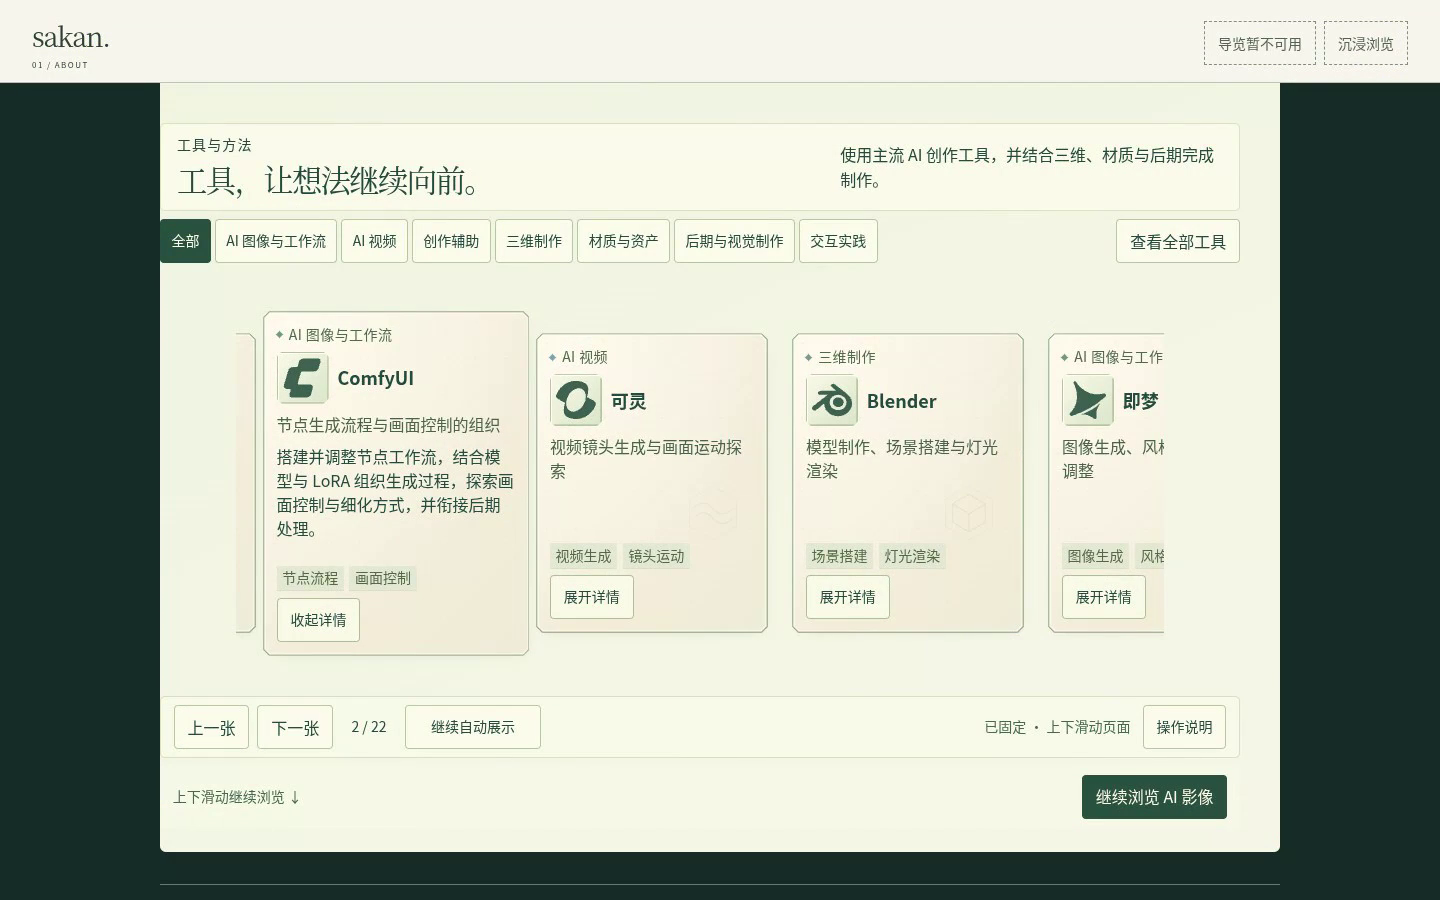 sakan.
01 / ABOUT
导览暂不可用
沉浸浏览
工具与方法
工具，让想法继续向前。
使用主流 AI 创作工具，并结合三维、材质与后期完成
制作。
全部
AI 图像与工作流
AI 视频
创作辅助
三维制作
材质与资产
后期与视觉制作
交互实践
查看全部工具
AI 图像与工作流
ComfyUI
节点生成流程与画面控制的组织
搭建并调整节点工作流，结合模
型与 LoRA 组织生成过程，探索画
面控制与细化方式，并衔接后期
处理。
节点流程
画面控制
收起详情
AI 视频
可灵
视频镜头生成与画面运动探
索
视频生成
镜头运动
展开详情
三维制作
Blender
模型制作、场景搭建与灯光
渲染
场景搭建
灯光渲染
展开详情
AI 图像与工作
即梦
图像生成、风
调整
图像生成
风格
展开详情
上一张
下一张
2 / 22
继续自动展示
已固定 · 上下滑动页面
操作说明
上下滑动继续浏览 ↓
继续浏览 AI 影像